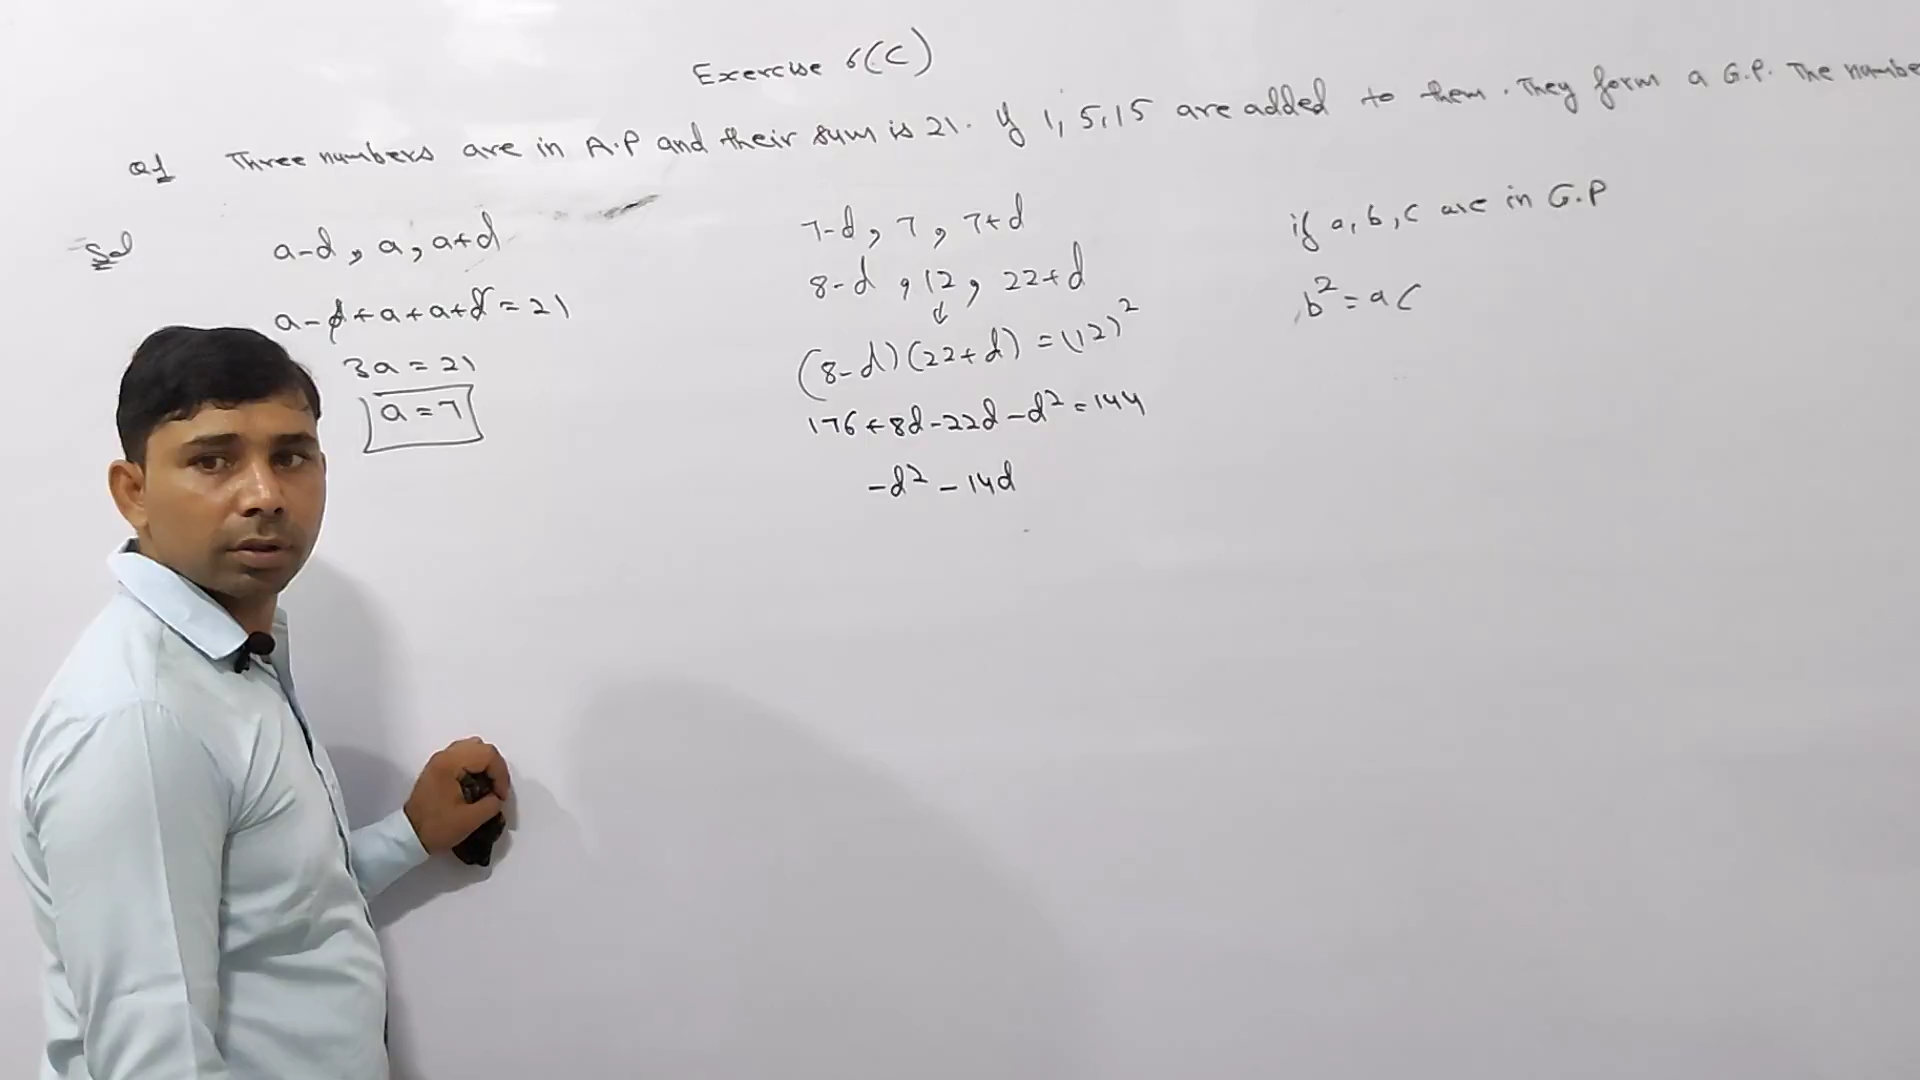 Exercise 6(C)
Q1 Three numbers are in A.P and their sum is 21. If 1, 5, 15 are added to them. They form a G.P. The numbe
Sol
a-d, a, a+d
a-d+a+a+d = 21
3a = 21
a = 7
7-d, 7, 7+d
8-d, 12, 22+d
↓
(8-d)(22+d) = (12)²
176+8d-22d-d² = 144
-d² - 14d
if a, b, c are in G.P
b² = ac